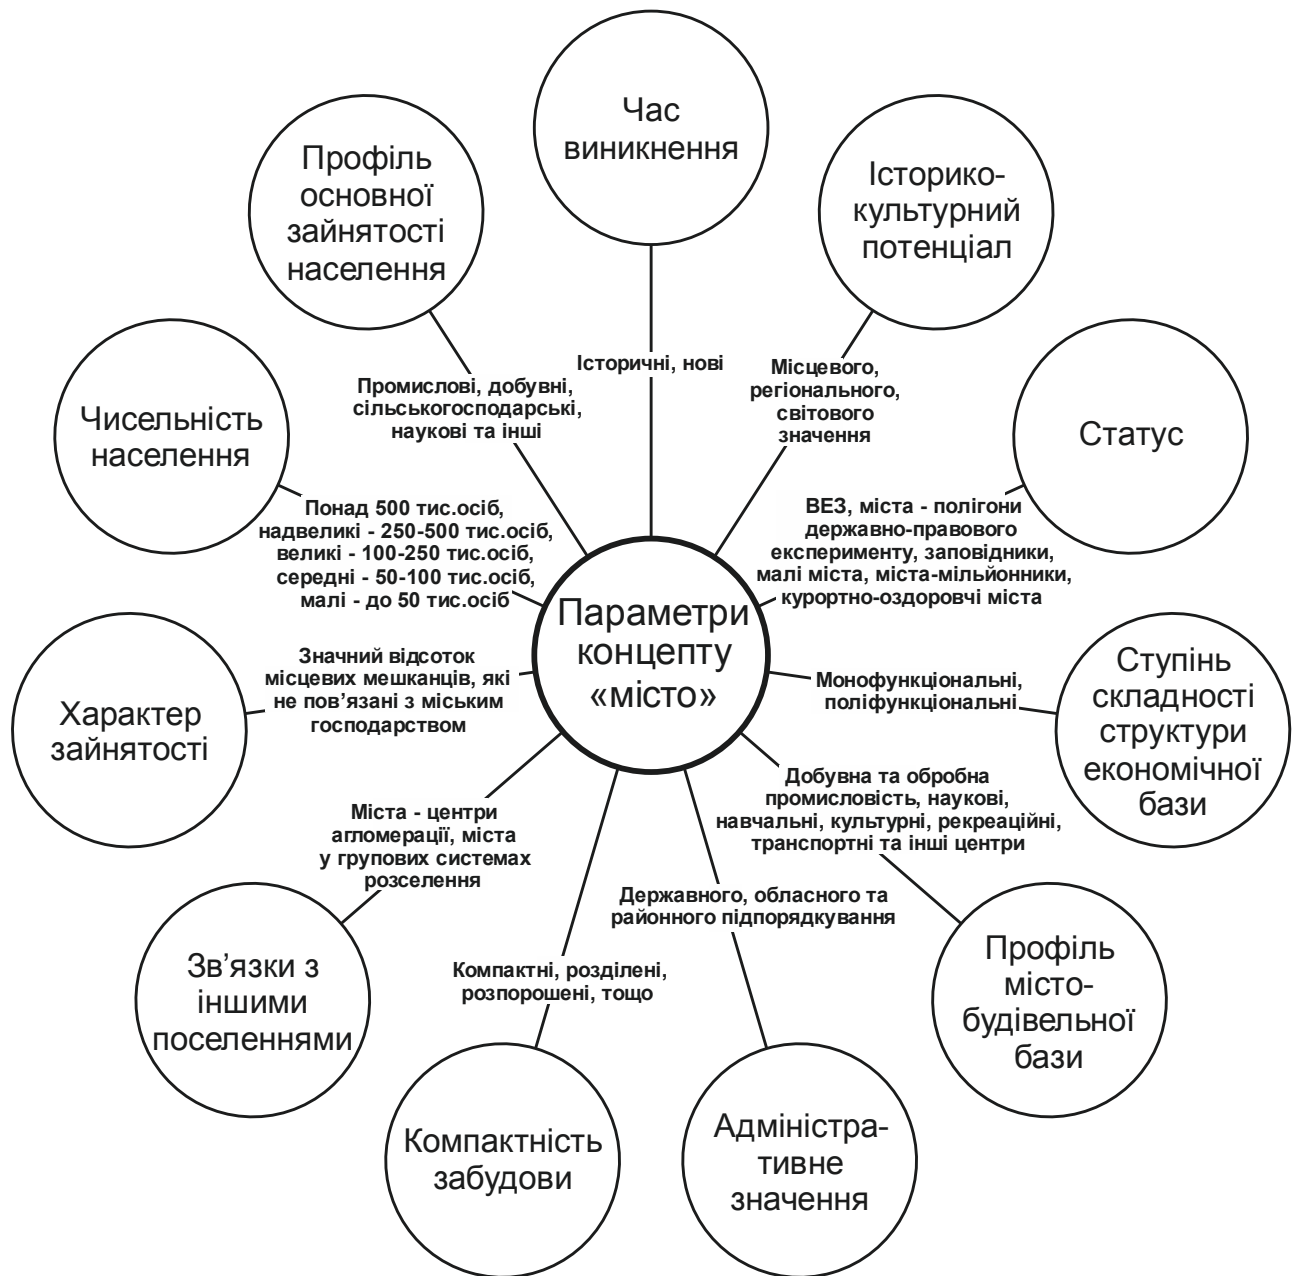 Час
виникнення
Історичні, нові
Історико-
культурний
потенціал
Місцевого,
регіонального,
світового
значення
Статус
ВЕЗ, міста - полігони
державно-правового
експерименту, заповідники,
малі міста, міста-мільйонники,
курортно-оздоровчі міста
Ступінь
складності
структури
економічної
бази
Монофункціональні,
поліфункціональні
Профіль
місто-
будівельної
бази
Добувна та обробна
промисловість, наукові,
навчальні, культурні, рекреаційні,
транспортні та інші центри
Адміністра-
тивне
значення
Державного, обласного та
районного підпорядкування
Компактність
забудови
Компактні, розділені,
розпорошені, тощо
Зв’язки з
іншими
поселеннями
Міста - центри
агломерації, міста
у групових системах
розселення
Характер
зайнятості
Значний відсоток
місцевих мешканців, які
не пов’язані з міським
господарством
Чисельність
населення
Понад 500 тис.осіб,
надвеликі - 250-500 тис.осіб,
великі - 100-250 тис.осіб,
середні - 50-100 тис.осіб,
малі - до 50 тис.осіб
Профіль
основної
зайнятості
населення
Промислові, добувні,
сільськогосподарські,
наукові та інші
Параметри
концепту
«місто»